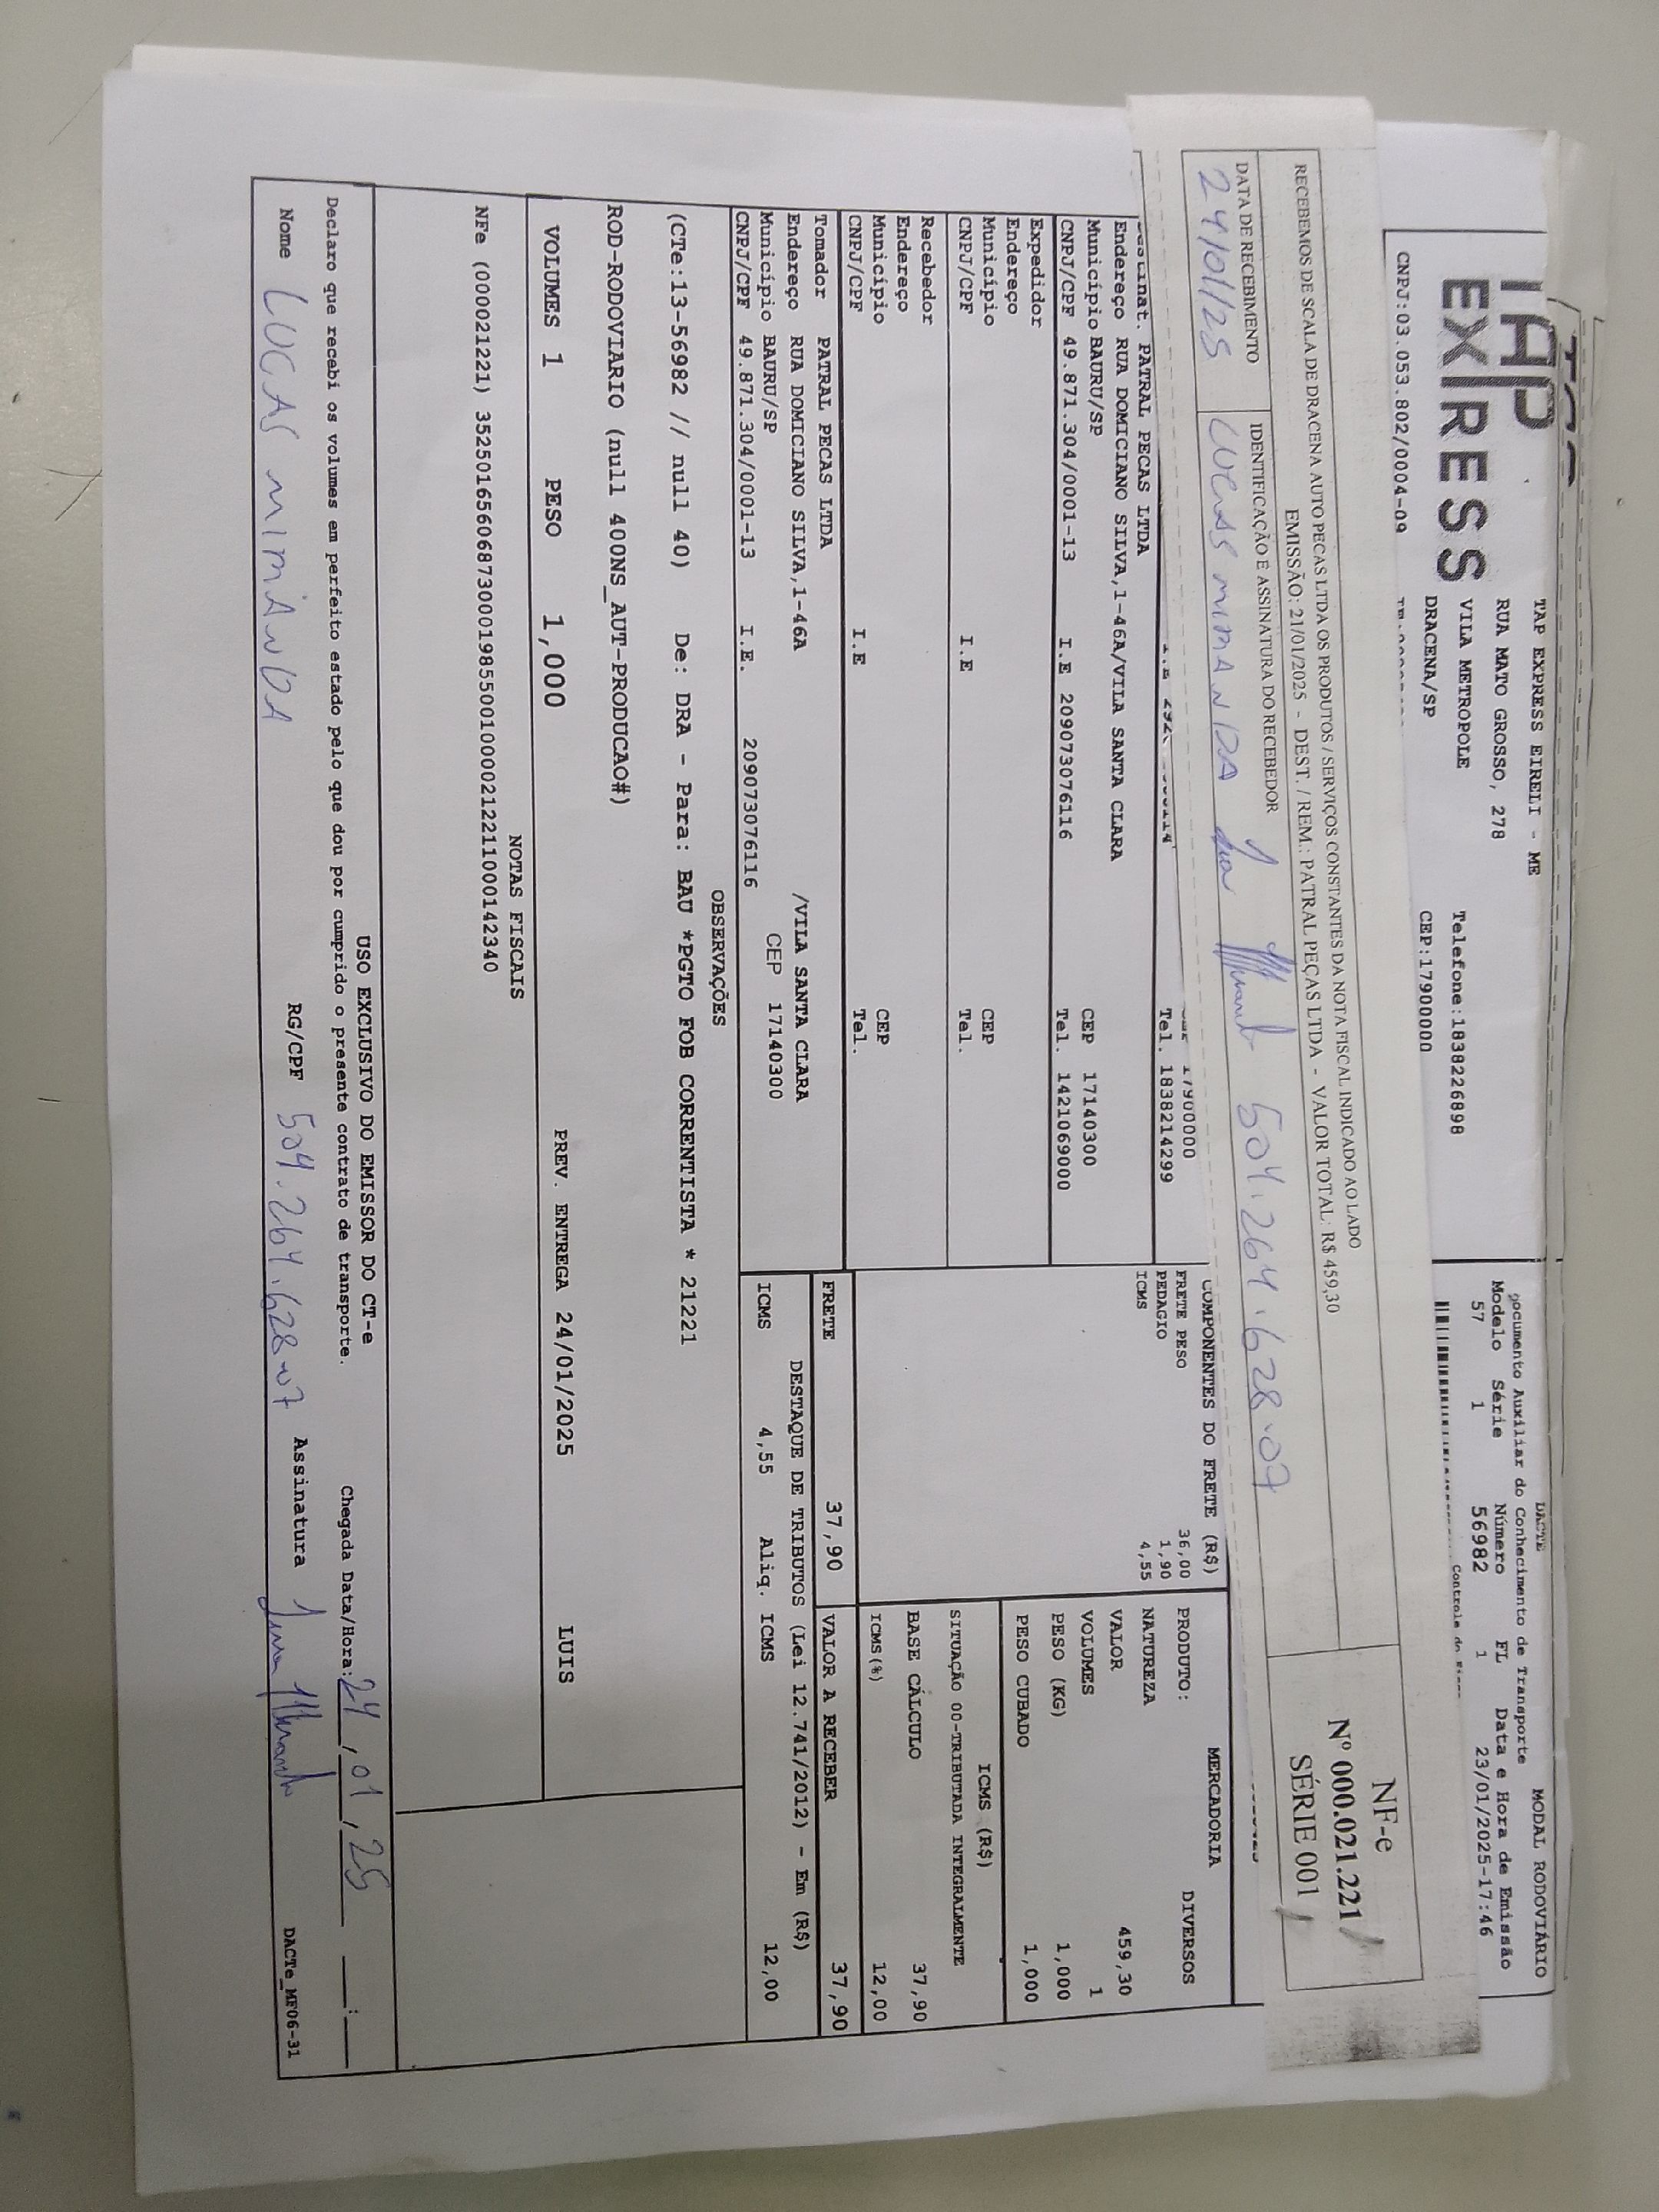 TAP
EXPRESS
TAP EXPRESS EIRELI - ME
RUA MATO GROSSO, 278
VILA METROPOLE
DRACENA/SP
Telefone:1838226898
CEP:17900000
CNPJ:03.053.802/0004-09
DACTE
MODAL RODOVIÁRIO
Documento Auxiliar do Conhecimento de Transporte
Modelo Série Número FL Data e Hora de Emissão
57 1 56982 1 23/01/2025-17:46
RECEBEMOS DE SCALA DE DRACENA AUTO PECAS LTDA OS PRODUTOS / SERVIÇOS CONSTANTES DA NOTA FISCAL INDICADO AO LADO
EMISSÃO: 21/01/2025 - DEST. / REM.: PATRAL PEÇAS LTDA - VALOR TOTAL: R$ 459,30
DATA DE RECEBIMENTO
24/01/25
IDENTIFICAÇÃO E ASSINATURA DO RECEBEDOR
LUCAS MIRANDA 504.264.628-07
NF-e
Nº 000.021.221
SÉRIE 001
Tel. 1838214299
Destinat. PATRAL PECAS LTDA
Endereço RUA DOMICIANO SILVA,1-46A/VILA SANTA CLARA
Município BAURU/SP CEP 17140300
CNPJ/CPF 49.871.304/0001-13 I.E 209073076116 Tel. 1421069000
Expedidor
Endereço
Município CEP
CNPJ/CPF I.E Tel.
Recebedor
Endereço
Município CEP
CNPJ/CPF I.E Tel.
Tomador PATRAL PECAS LTDA
Endereço RUA DOMICIANO SILVA,1-46A /VILA SANTA CLARA
Município BAURU/SP CEP 17140300
CNPJ/CPF 49.871.304/0001-13 I.E. 209073076116
COMPONENTES DO FRETE (R$)
FRETE PESO 36,00
PEDAGIO 1,90
ICMS 4,55
MERCADORIA
PRODUTO: DIVERSOS
NATUREZA
VALOR 459,30
VOLUMES 1
PESO (KG) 1,000
PESO CUBADO 1,000
ICMS (R$)
SITUAÇÃO 00-TRIBUTADA INTEGRALMENTE
BASE CÁLCULO 37,90
ICMS(%) 12,00
FRETE 37,90
VALOR A RECEBER 37,90
DESTAQUE DE TRIBUTOS (Lei 12.741/2012) - Em (R$)
ICMS 4,55 Aliq. ICMS 12,00
OBSERVAÇÕES
(CTe:13-56982 // null 40) De: DRA - Para: BAU *PGTO FOB CORRENTISTA * 21221
ROD-RODOVIARIO (null 400NS_AUT-PRODUCAO#)
VOLUMES 1 PESO 1,000 PREV. ENTREGA 24/01/2025 LUIS
NOTAS FISCAIS
NFe (000021221) 35250165606873000198550010000212211000142340
USO EXCLUSIVO DO EMISSOR DO CT-e
Declaro que recebi os volumes em perfeito estado pelo que dou por cumprido o presente contrato de transporte. Chegada Data/Hora: 24/01/25 :
Nome LUCAS MIRANDA RG/CPF 504.264.628-07 Assinatura
DACTe_MF06-31